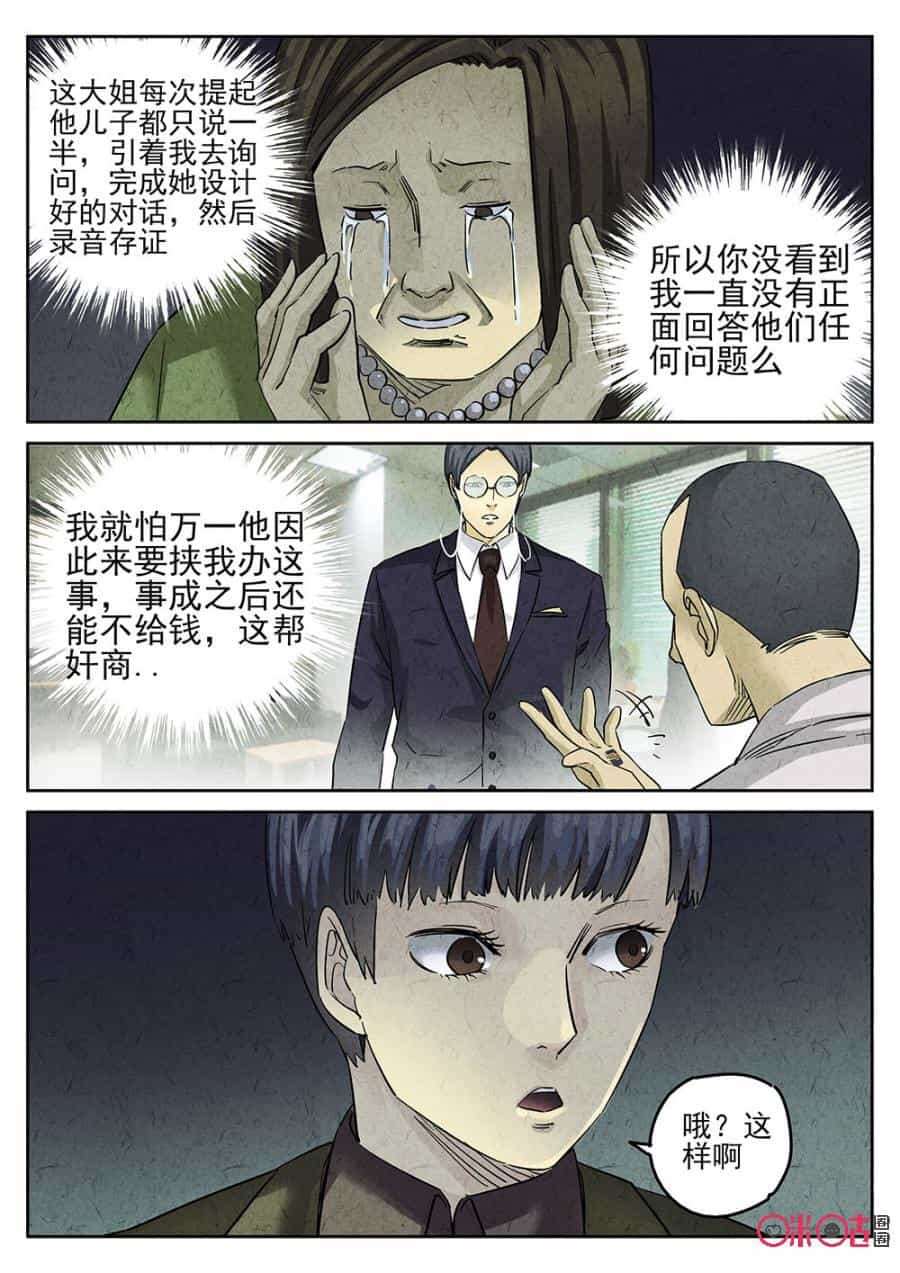 这大姐每次提起
他儿子都只说一
半，引着我去询
问，完成她设计
好的对话，然后
录音存证
所以你没看到
我一直没有正
面回答他们任
何问题么
我就怕万一他因
此来要挟我办这
事，事成之后还
能不给钱，这帮
奸商..
哦？这
样啊
咪咕
圈圈